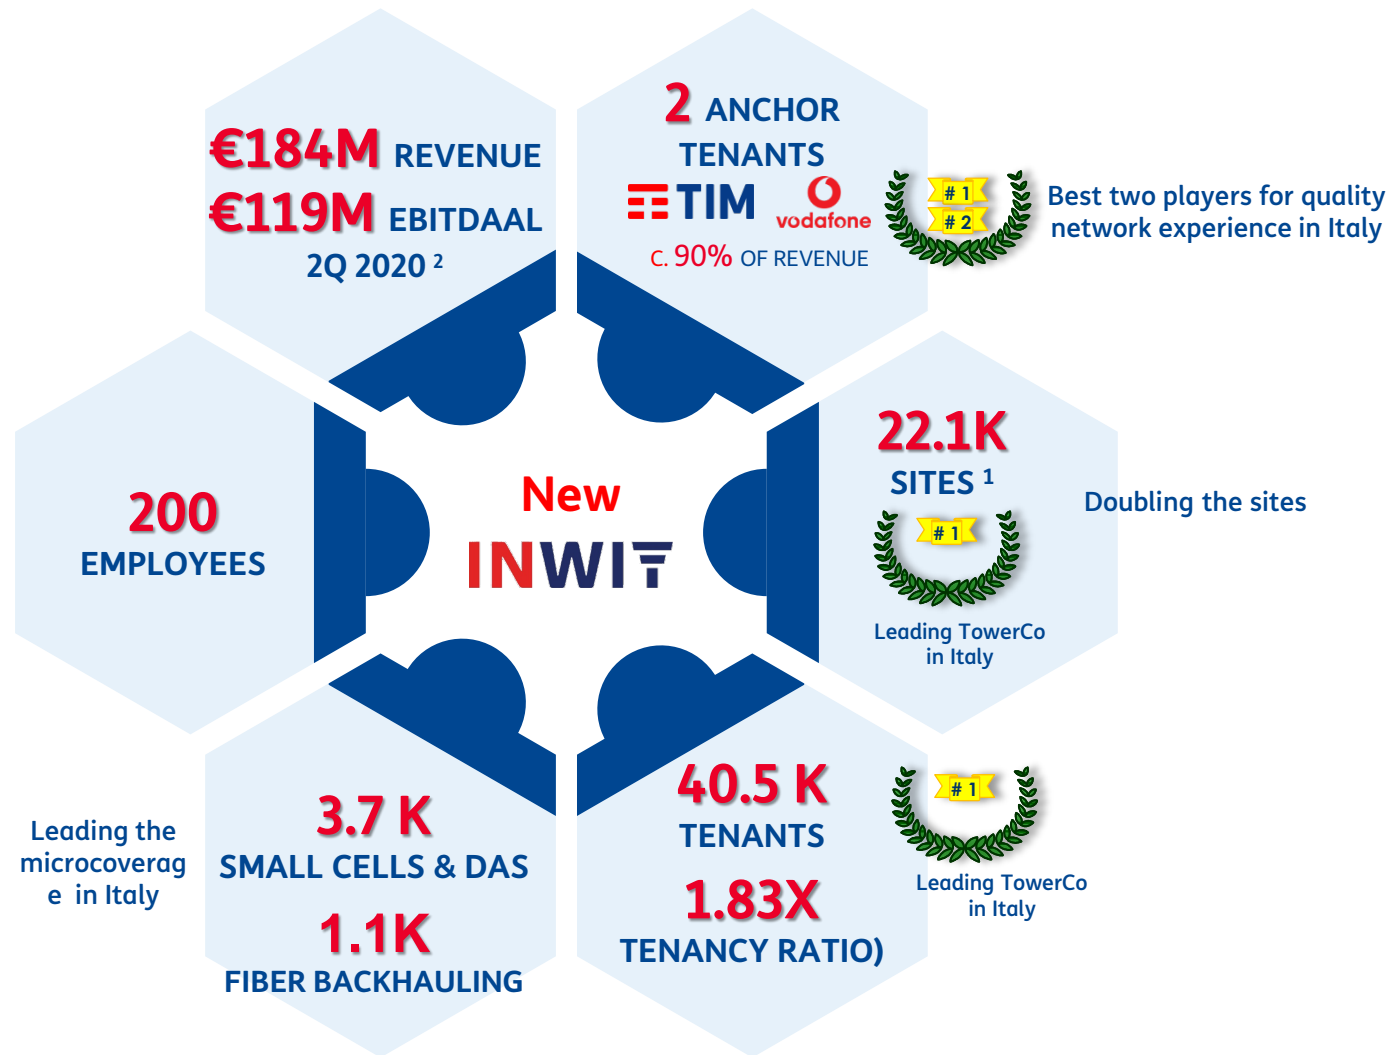 €184M REVENUE
€119M EBITDAAL
2Q 2020 2
2 ANCHOR
TENANTS
TIM
vodafone
C. 90% OF REVENUE
# 1
# 2
Best two players for quality
network experience in Italy
200
EMPLOYEES
New
INWIT
22.1K
SITES 1
# 1
Leading TowerCo
in Italy
Doubling the sites
Leading the
microcoverag
e in Italy
3.7 K
SMALL CELLS & DAS
1.1K
FIBER BACKHAULING
40.5 K
TENANTS
1.83X
TENANCY RATIO)
# 1
Leading TowerCo
in Italy